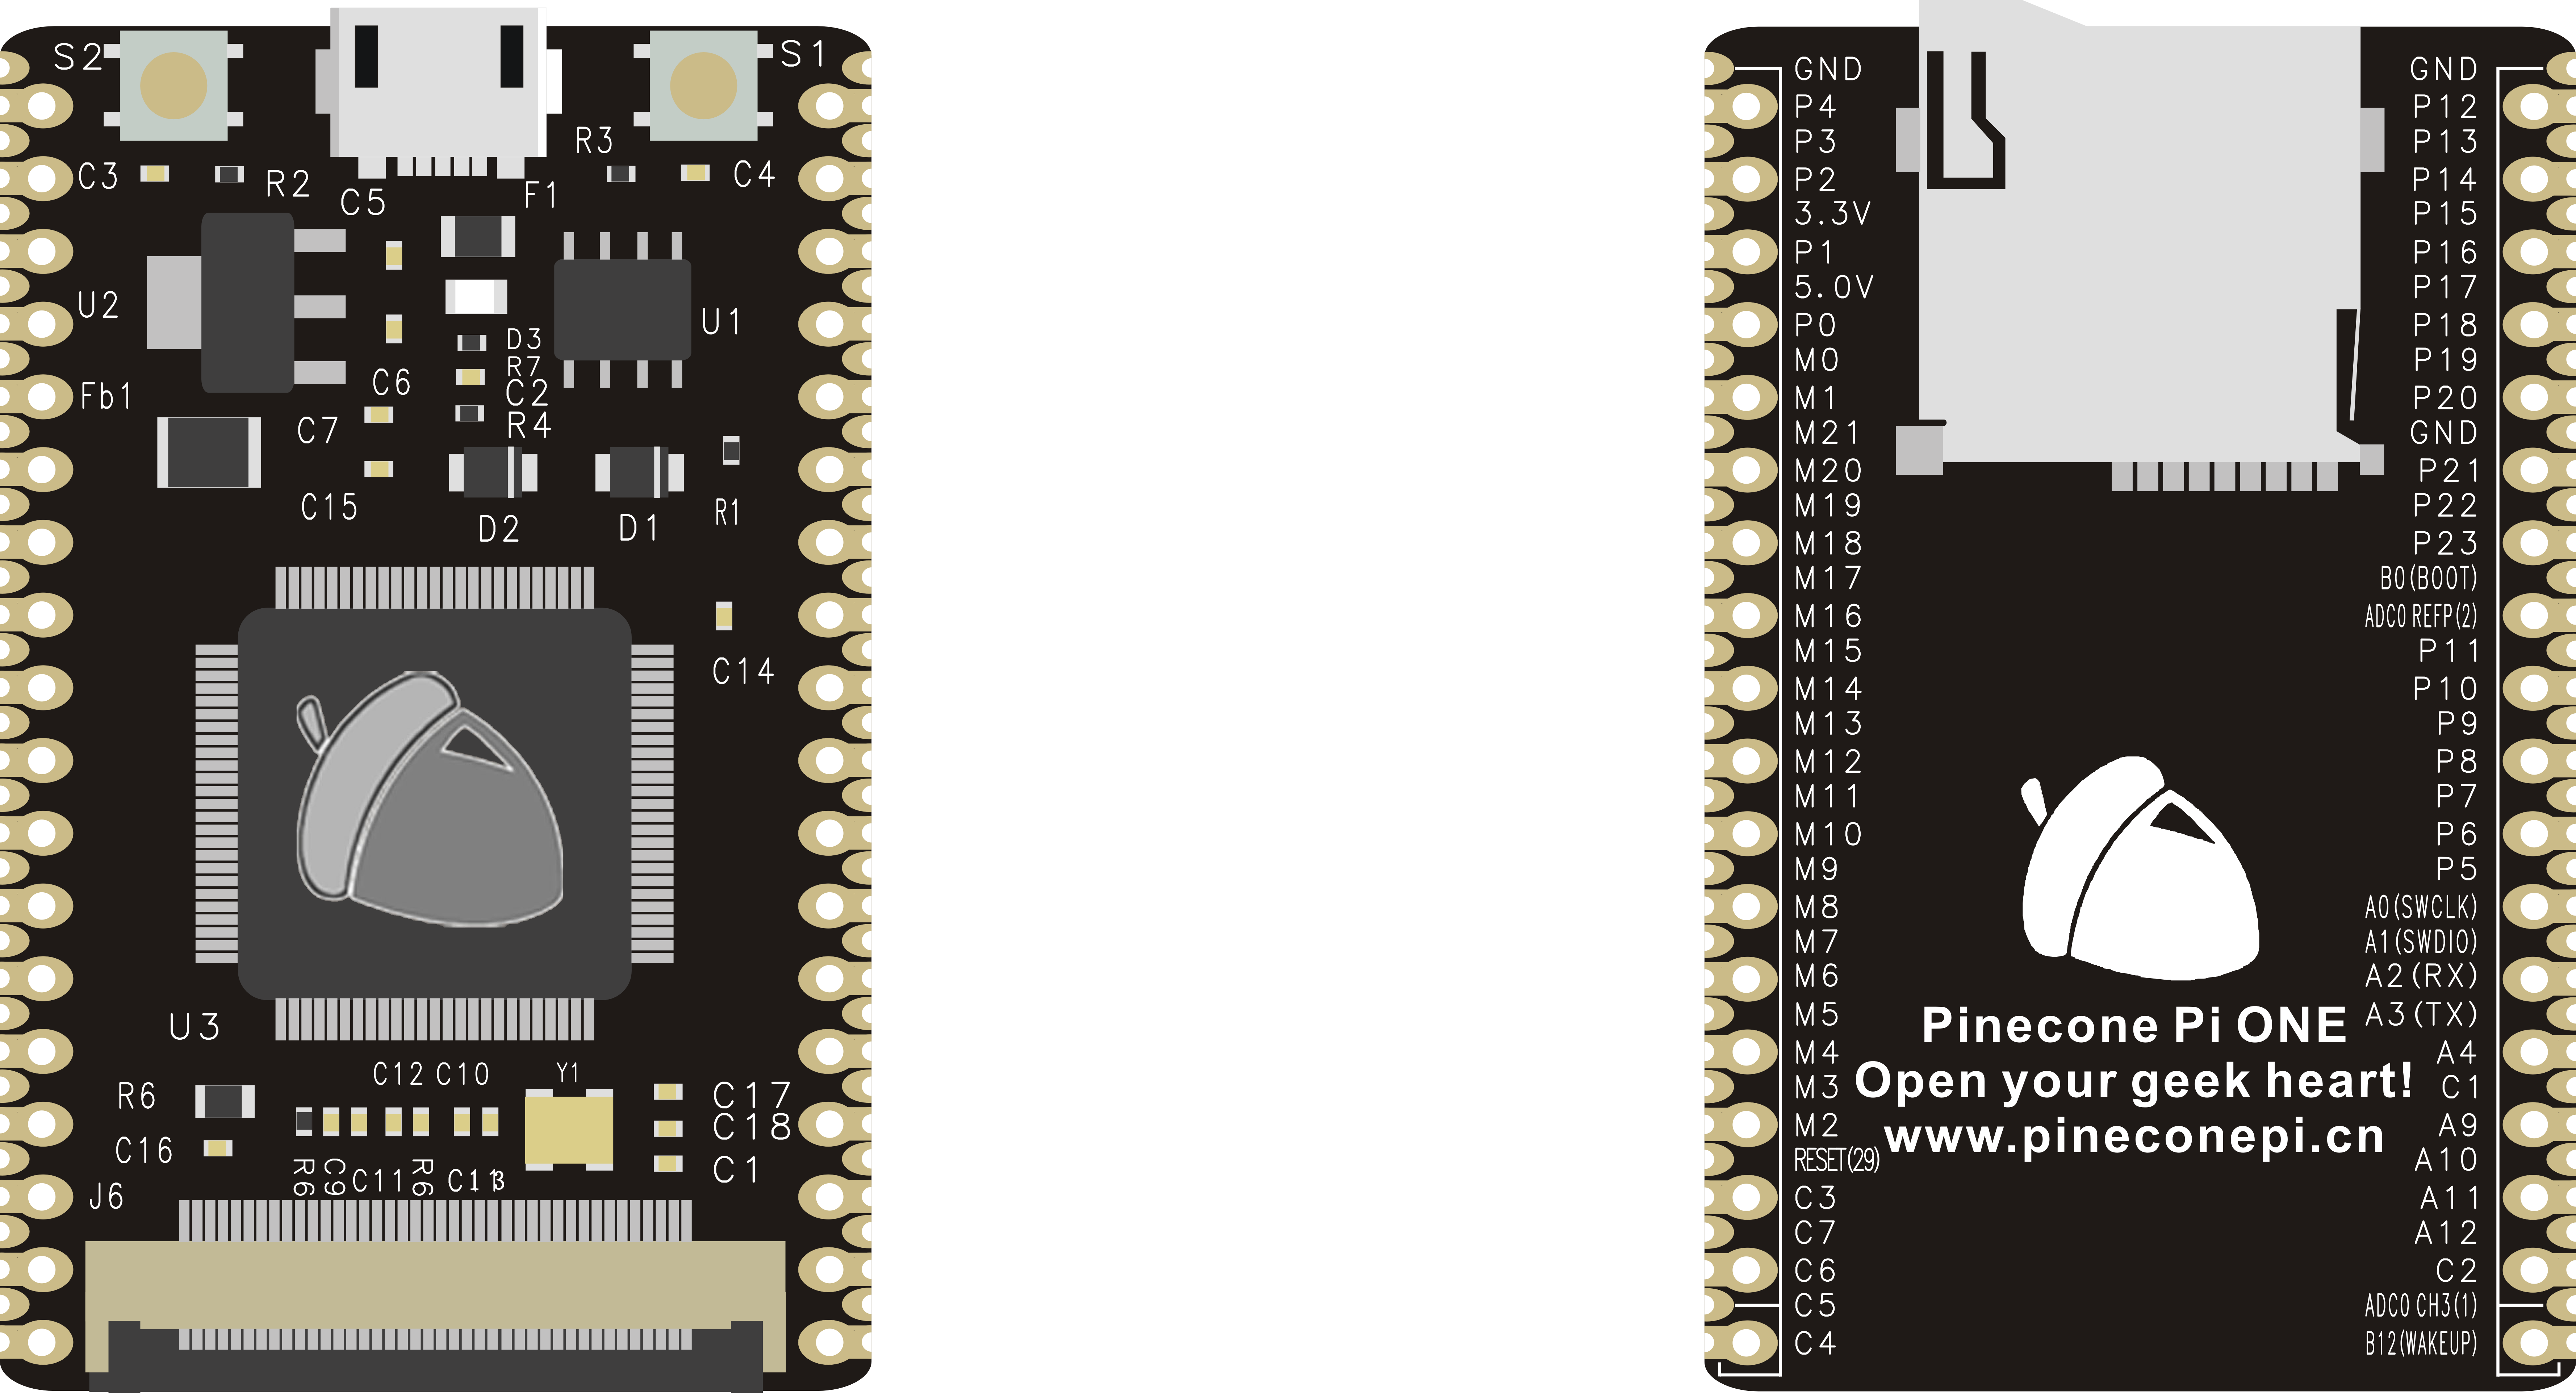 S2
S1
R3
C3
R2
C5
F1
C4
U2
U1
D3
R7
C6
C2
Fb1
R4
C7
C15
D2
D1
R1
C14
U3
C12 C10
Y1
R6
C17
C18
C16
C1
R6
C9
C11
R6
J6
GND
P4
P3
P2
3.3V
P1
5.0V
P0
M0
M1
M21
M20
M19
M18
M17
M16
M15
M14
M13
M12
M11
M10
M9
M8
M7
M6
M5
M4
M3
M2
RESET(29)
C3
C7
C6
C5
C4
Pinecone Pi ONE
Open your geek heart!
www.pineconepi.cn
GND
P12
P13
P14
P15
P16
P17
P18
P19
P20
GND
P21
P22
P23
B0(BOOT)
ADC0 REFP(2)
P11
P10
P9
P8
P7
P6
P5
A0(SWCLK)
A1(SWDIO)
A2(RX)
A3(TX)
A4
C1
A9
A10
A11
A12
C2
ADC0 CH3(1)
B12(WAKEUP)